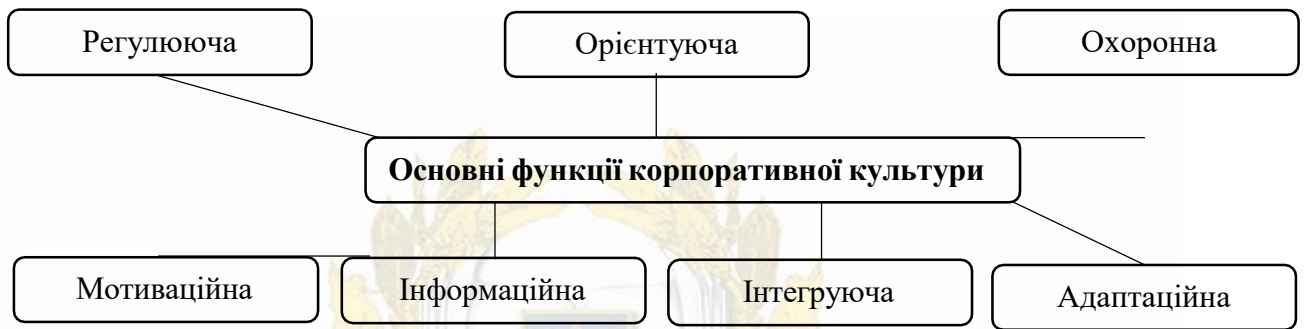 Регулююча
Орієнтуюча
Охоронна
Основні функції корпоративної культури
Мотиваційна
Інформаційна
Інтегруюча
Адаптаційна